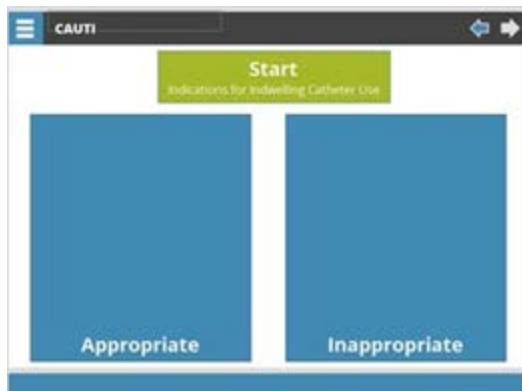 CAUTI
Start
Indications for Indwelling Catheter Use
Appropriate
Inappropriate